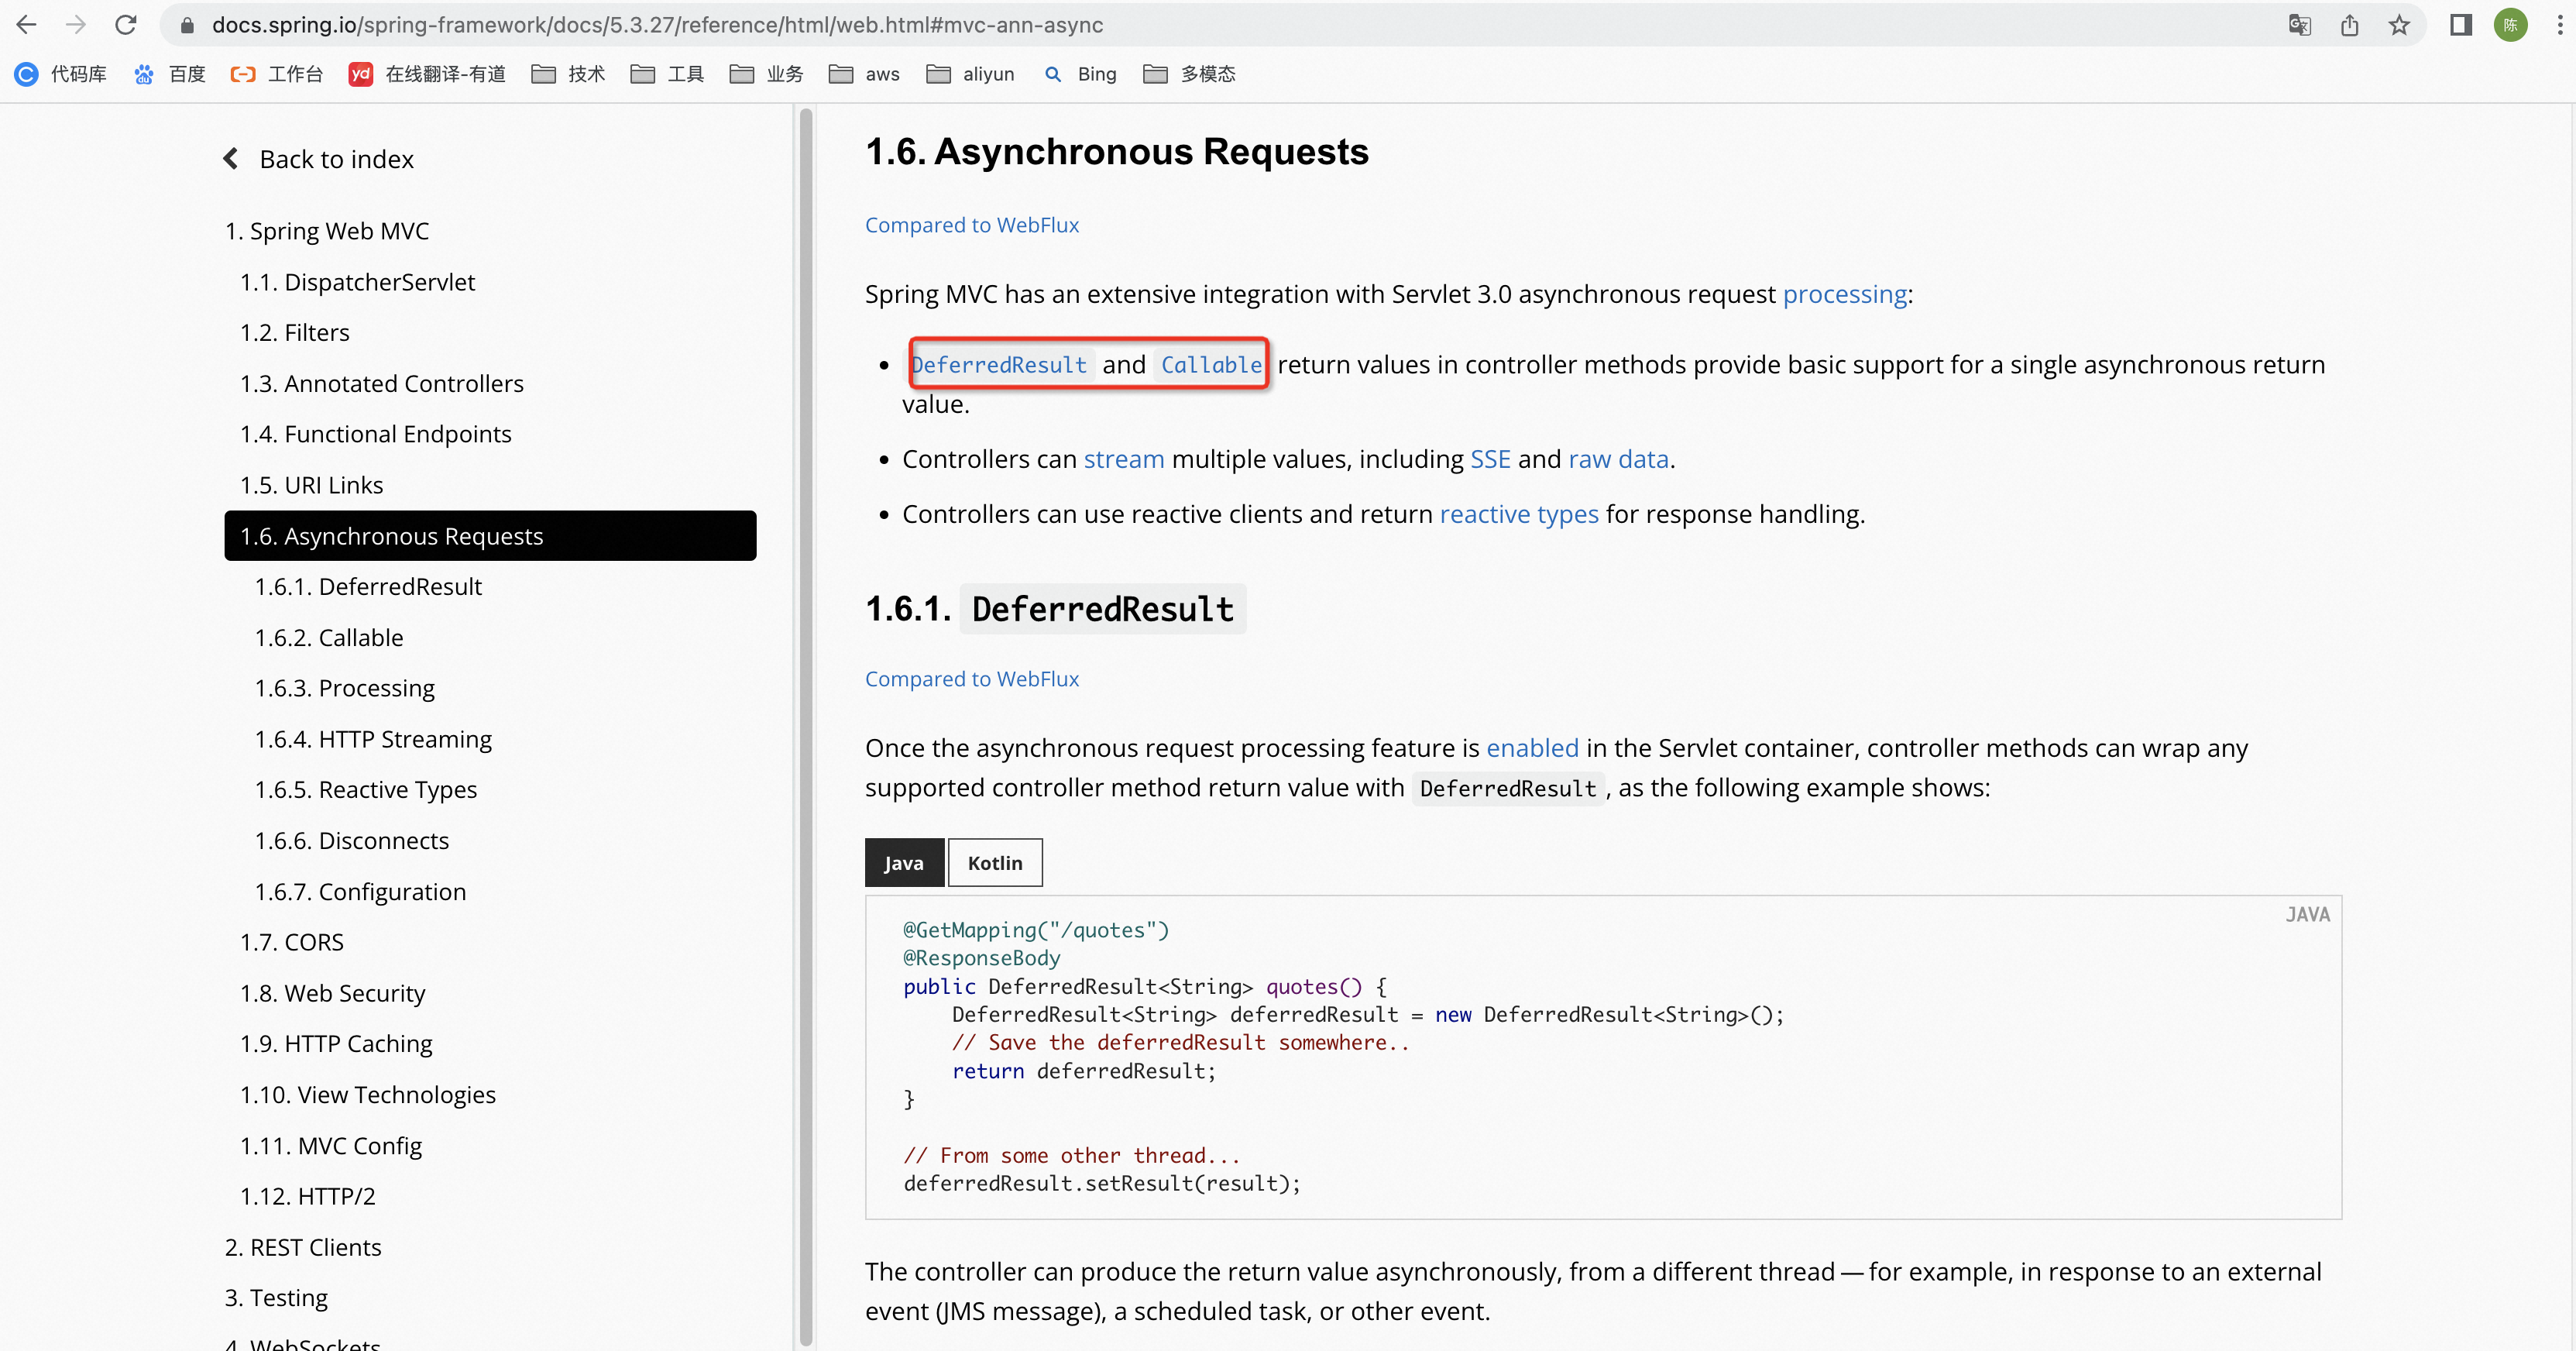 docs.spring.io/spring-framework/docs/5.3.27/reference/html/web.html#mvc-ann-async
陈
代码库 百度 工作台 yd 在线翻译-有道 技术 工具 业务 aws aliyun Bing 多模态
Back to index
1. Spring Web MVC
1.1. DispatcherServlet
1.2. Filters
1.3. Annotated Controllers
1.4. Functional Endpoints
1.5. URI Links
1.6. Asynchronous Requests
1.6.1. DeferredResult
1.6.2. Callable
1.6.3. Processing
1.6.4. HTTP Streaming
1.6.5. Reactive Types
1.6.6. Disconnects
1.6.7. Configuration
1.7. CORS
1.8. Web Security
1.9. HTTP Caching
1.10. View Technologies
1.11. MVC Config
1.12. HTTP/2
2. REST Clients
3. Testing
4. WebSockets
1.6. Asynchronous Requests
Compared to WebFlux
Spring MVC has an extensive integration with Servlet 3.0 asynchronous request processing:
• DeferredResult and Callable return values in controller methods provide basic support for a single asynchronous return
value.
• Controllers can stream multiple values, including SSE and raw data.
• Controllers can use reactive clients and return reactive types for response handling.
1.6.1. DeferredResult
Compared to WebFlux
Once the asynchronous request processing feature is enabled in the Servlet container, controller methods can wrap any
supported controller method return value with DeferredResult, as the following example shows:
Java Kotlin
JAVA
@GetMapping("/quotes")
@ResponseBody
public DeferredResult<String> quotes() {
    DeferredResult<String> deferredResult = new DeferredResult<String>();
    // Save the deferredResult somewhere..
    return deferredResult;
}
// From some other thread...
deferredResult.setResult(result);
The controller can produce the return value asynchronously, from a different thread — for example, in response to an external
event (JMS message), a scheduled task, or other event.